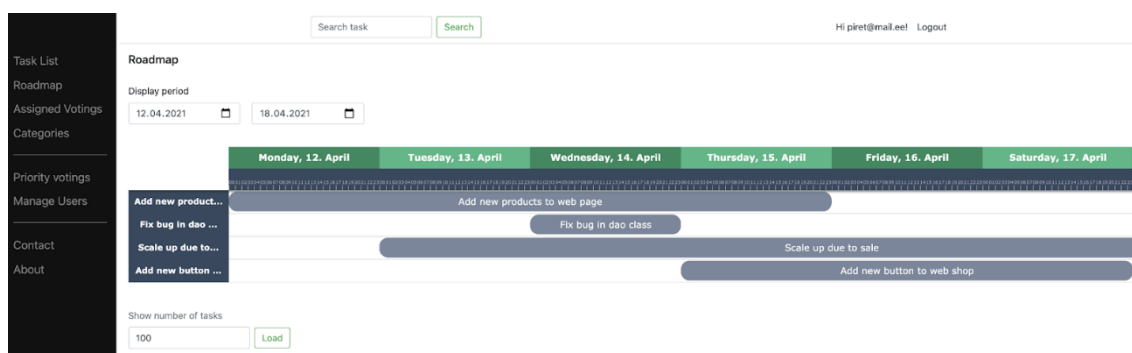 Search task Search Hi piret@mail.ee! Logout
Task List
Roadmap
Assigned Votings
Categories
Priority votings
Manage Users
Contact
About
Roadmap
Display period
12.04.2021 18.04.2021
Monday, 12. April Tuesday, 13. April Wednesday, 14. April Thursday, 15. April Friday, 16. April Saturday, 17. April
Add new product... Add new products to web page
Fix bug in dao ... Fix bug in dao class
Scale up due to... Scale up due to sale
Add new button ... Add new button to web shop
Show number of tasks
100 Load